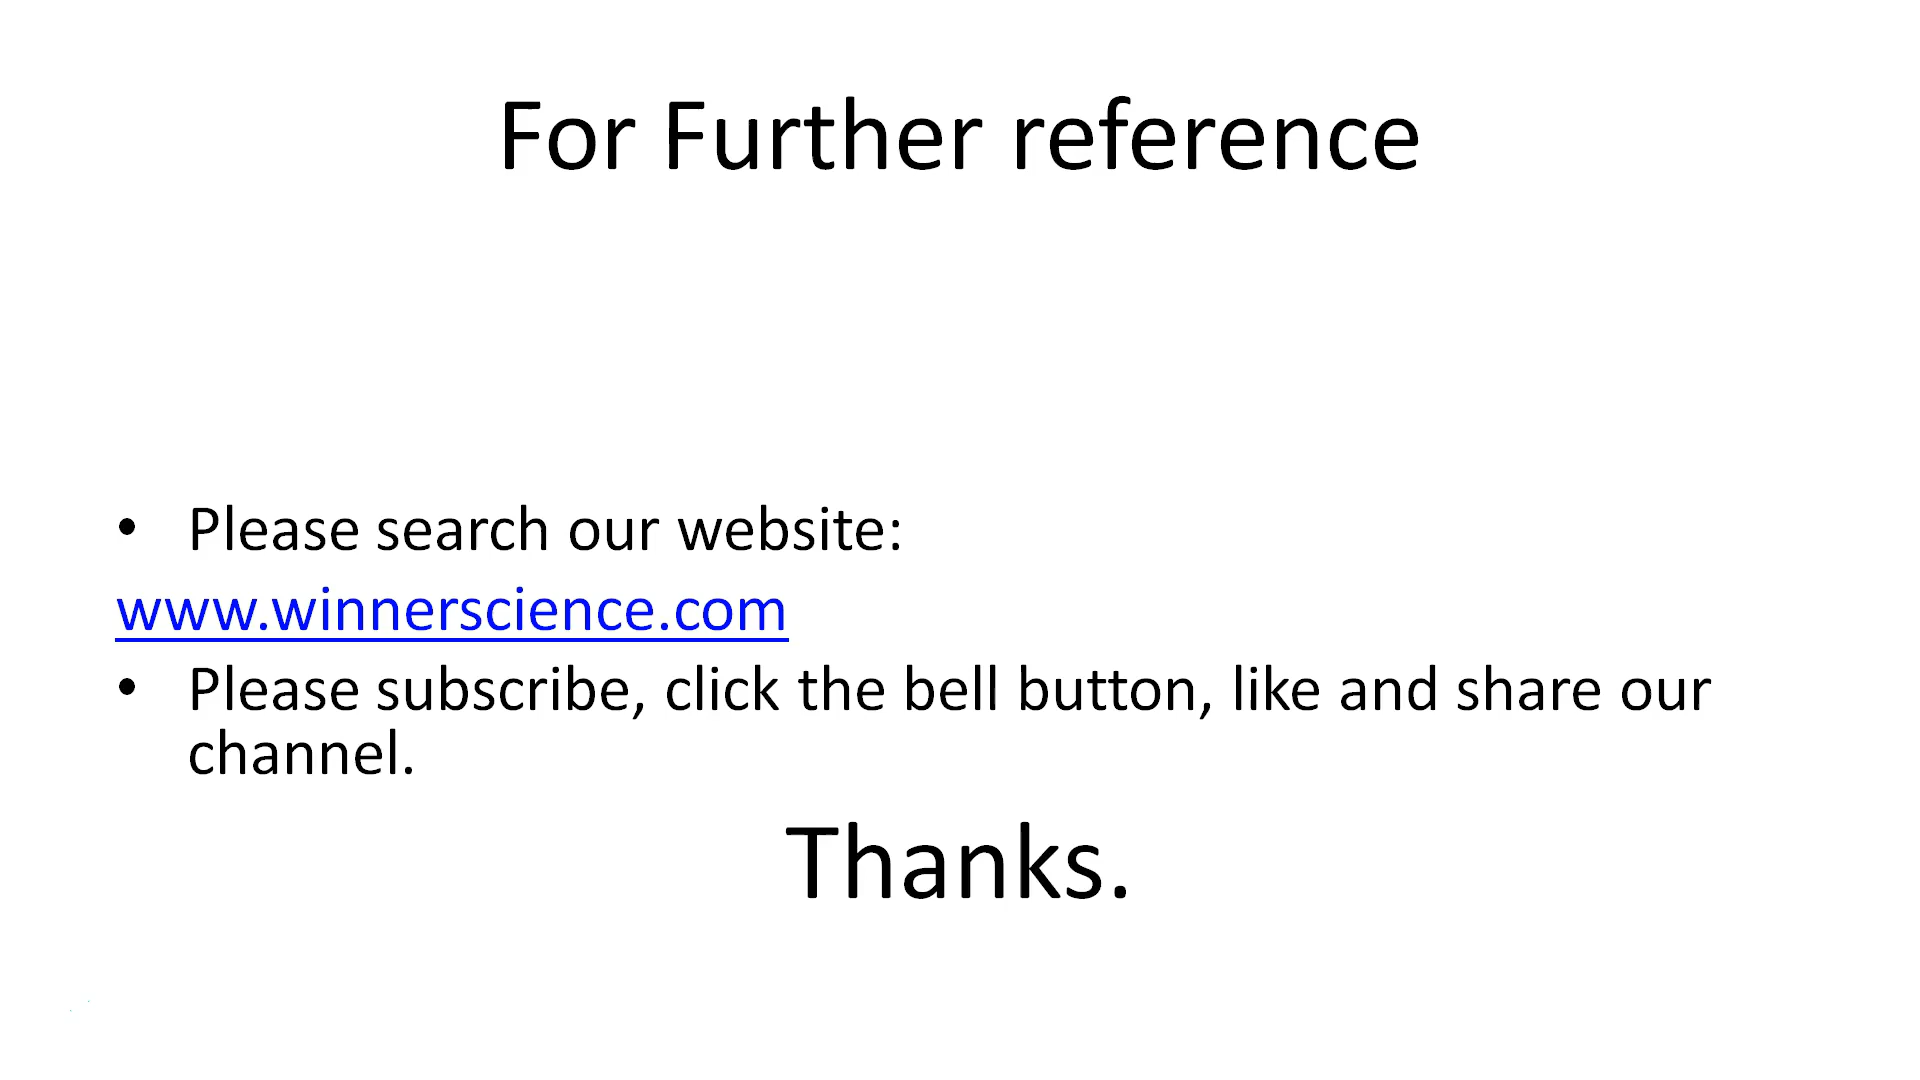 For Further reference
• Please search our website:
www.winnerscience.com
• Please subscribe, click the bell button, like and share our
channel.
Thanks.